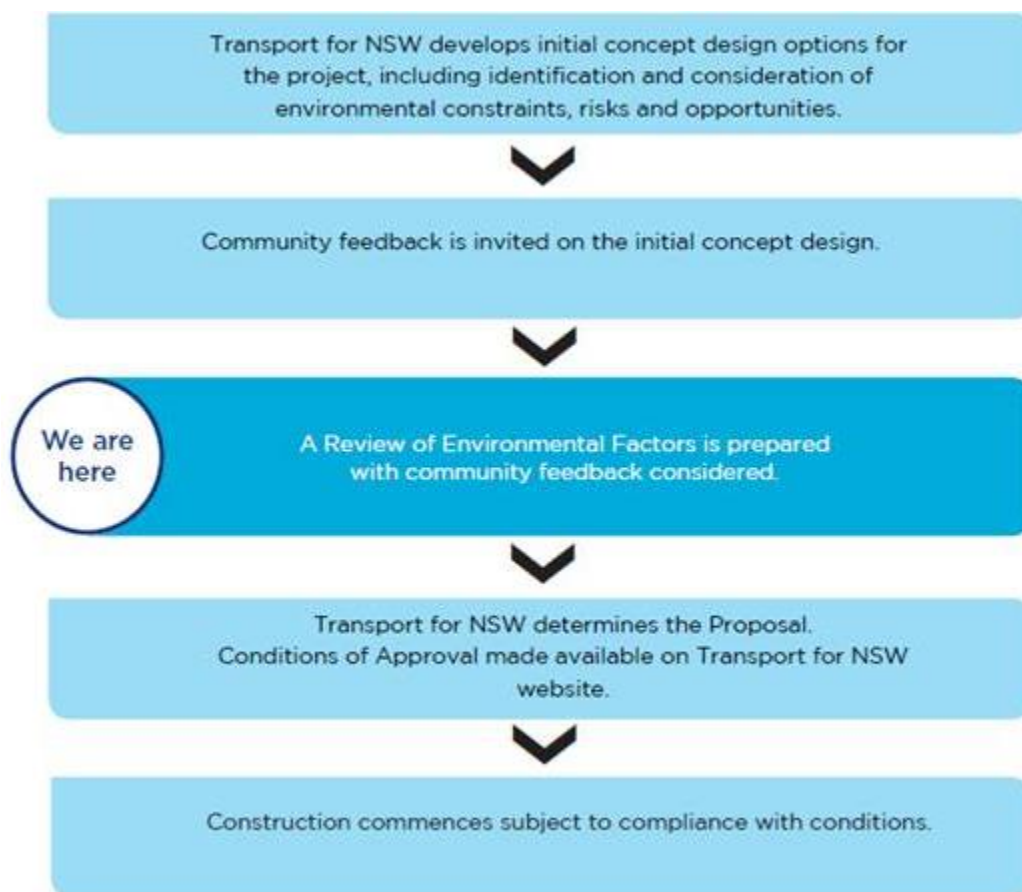 Transport for NSW develops initial concept design options for
the project, including identification and consideration of
environmental constraints, risks and opportunities.
Community feedback is invited on the initial concept design.
We are
here
A Review of Environmental Factors is prepared
with community feedback considered.
Transport for NSW determines the Proposal.
Conditions of Approval made available on Transport for NSW
website.
Construction commences subject to compliance with conditions.